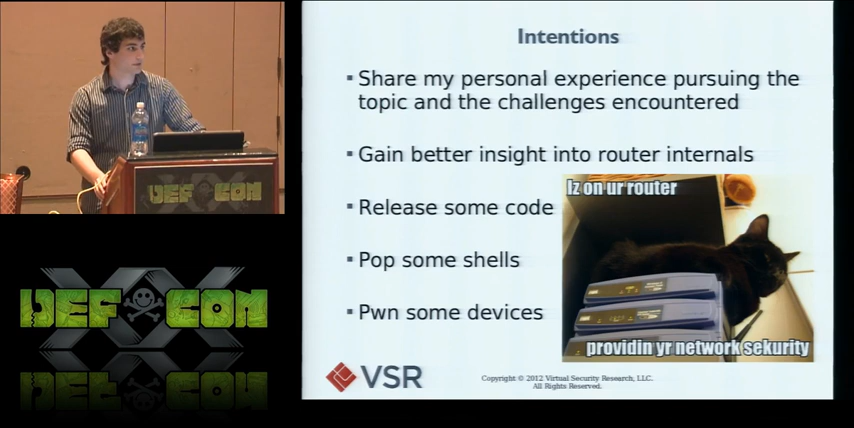 DEF CON
XX
DEF CON
Intentions
▪ Share my personal experience pursuing the
topic and the challenges encountered
▪ Gain better insight into router internals
▪ Release some code
▪ Pop some shells
▪ Pwn some devices
Iz on ur router
providin yr network sekurity
VSR
Copyright © 2012 Virtual Security Research, LLC.
All Rights Reserved.